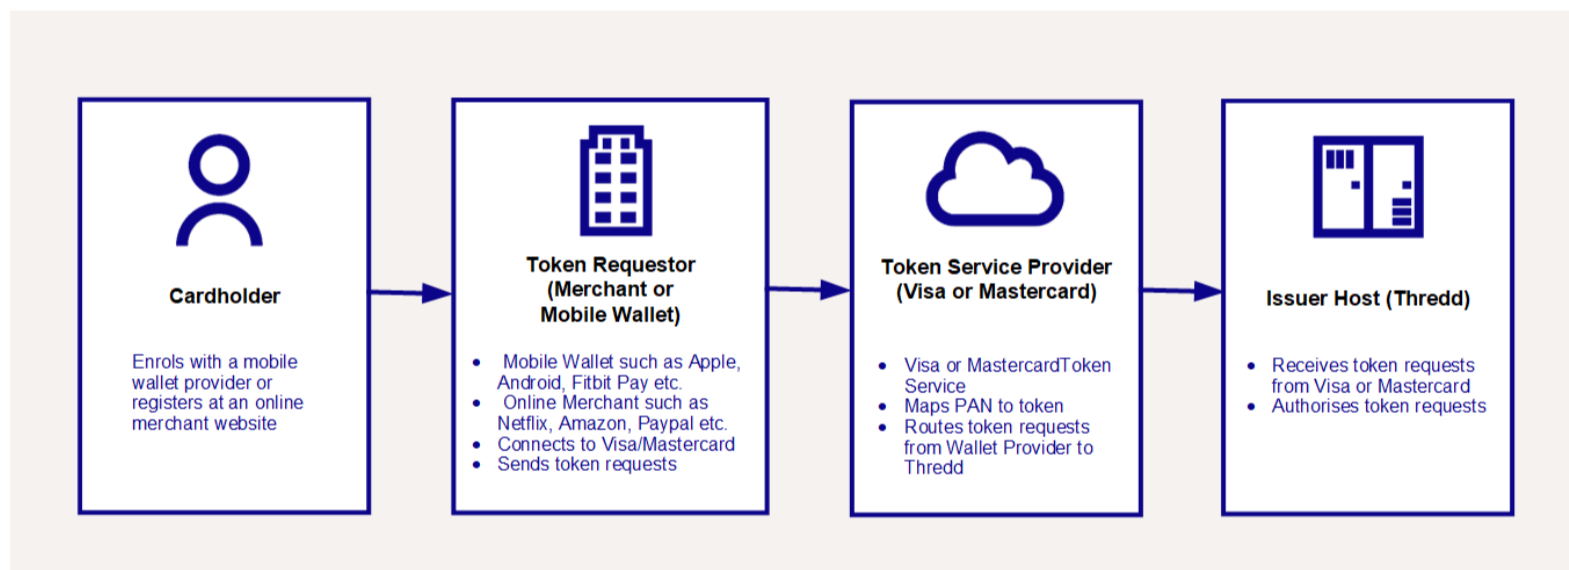 Cardholder
Enrols with a mobile
wallet provider or
registers at an online
merchant website
Token Requestor
(Merchant or
Mobile Wallet)
• Mobile Wallet such as Apple,
Android, Fitbit Pay etc.
• Online Merchant such as
Netflix, Amazon, Paypal etc.
• Connects to Visa/Mastercard
• Sends token requests
Token Service Provider
(Visa or Mastercard)
• Visa or MastercardToken
Service
• Maps PAN to token
• Routes token requests
from Wallet Provider to
Thredd
Issuer Host (Thredd)
• Receives token requests
from Visa or Mastercard
• Authorises token requests